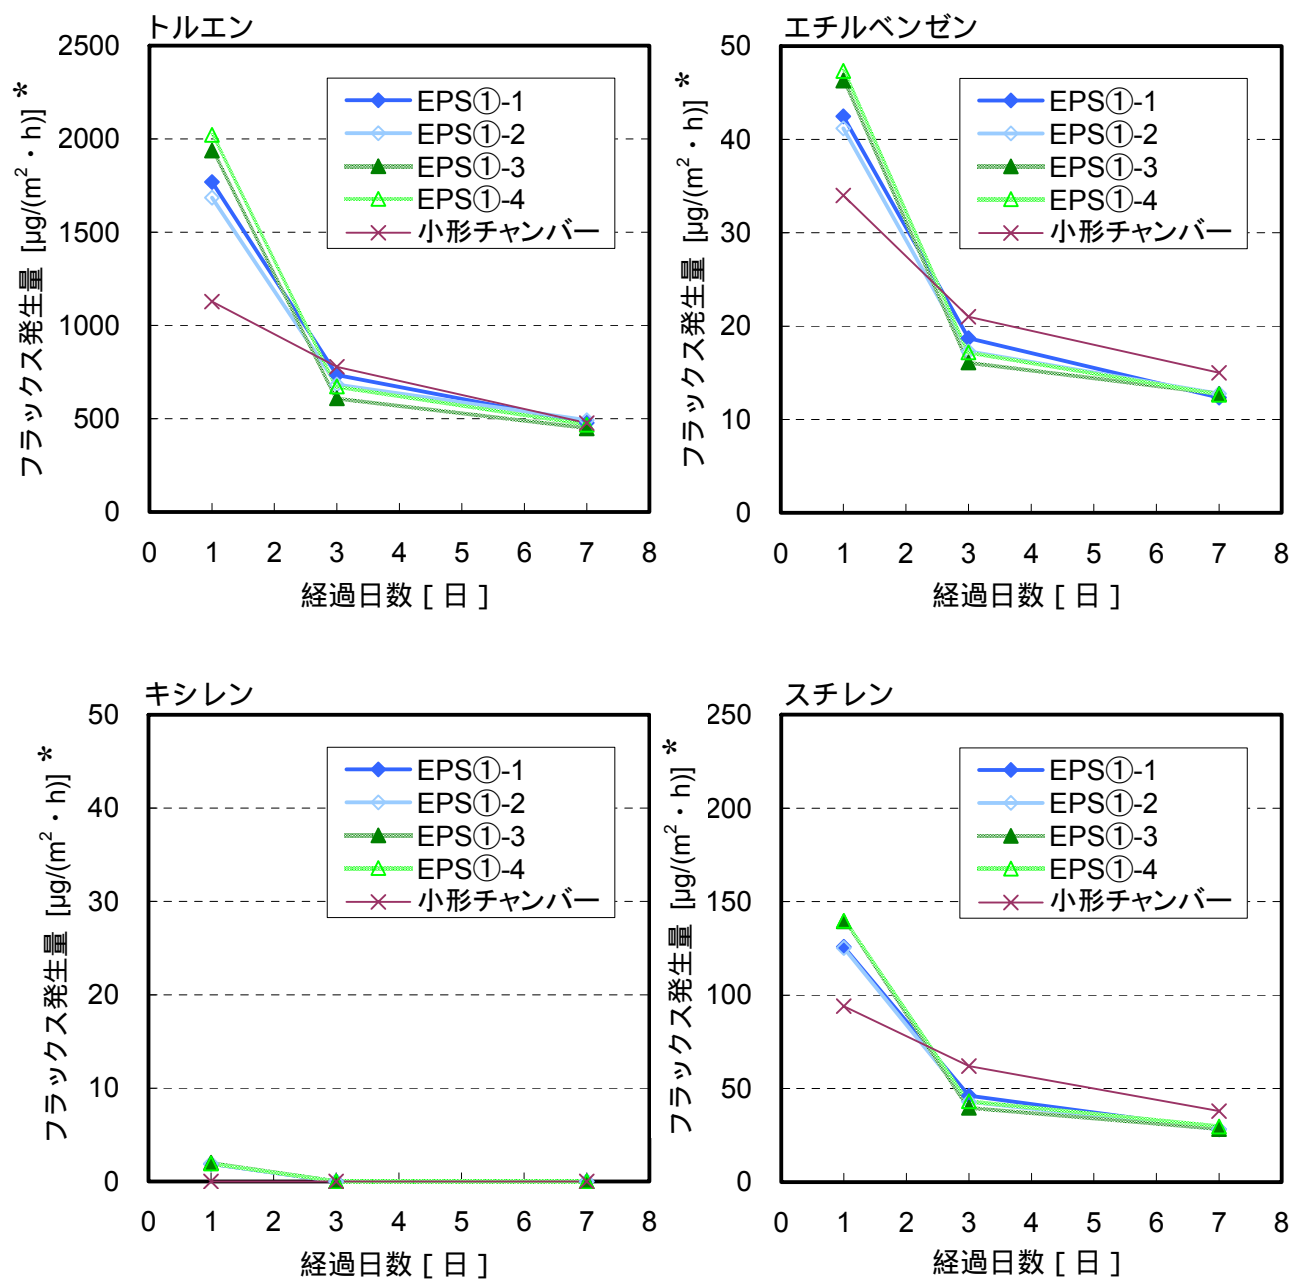 トルエン
フラックス発生量 [μg/(m²・h)] *
2500
2000
1500
1000
500
0
EPS①-1
EPS①-2
EPS①-3
EPS①-4
小形チャンバー
0 1 2 3 4 5 6 7 8
経過日数 [ 日 ]
エチルベンゼン
フラックス発生量 [μg/(m²・h)] *
50
40
30
20
10
0
EPS①-1
EPS①-2
EPS①-3
EPS①-4
小形チャンバー
0 1 2 3 4 5 6 7 8
経過日数 [ 日 ]
キシレン
フラックス発生量 [μg/(m²・h)] *
50
40
30
20
10
0
EPS①-1
EPS①-2
EPS①-3
EPS①-4
小形チャンバー
0 1 2 3 4 5 6 7 8
経過日数 [ 日 ]
スチレン
フラックス発生量 [μg/(m²・h)] *
250
200
150
100
50
0
EPS①-1
EPS①-2
EPS①-3
EPS①-4
小形チャンバー
0 1 2 3 4 5 6 7 8
経過日数 [ 日 ]